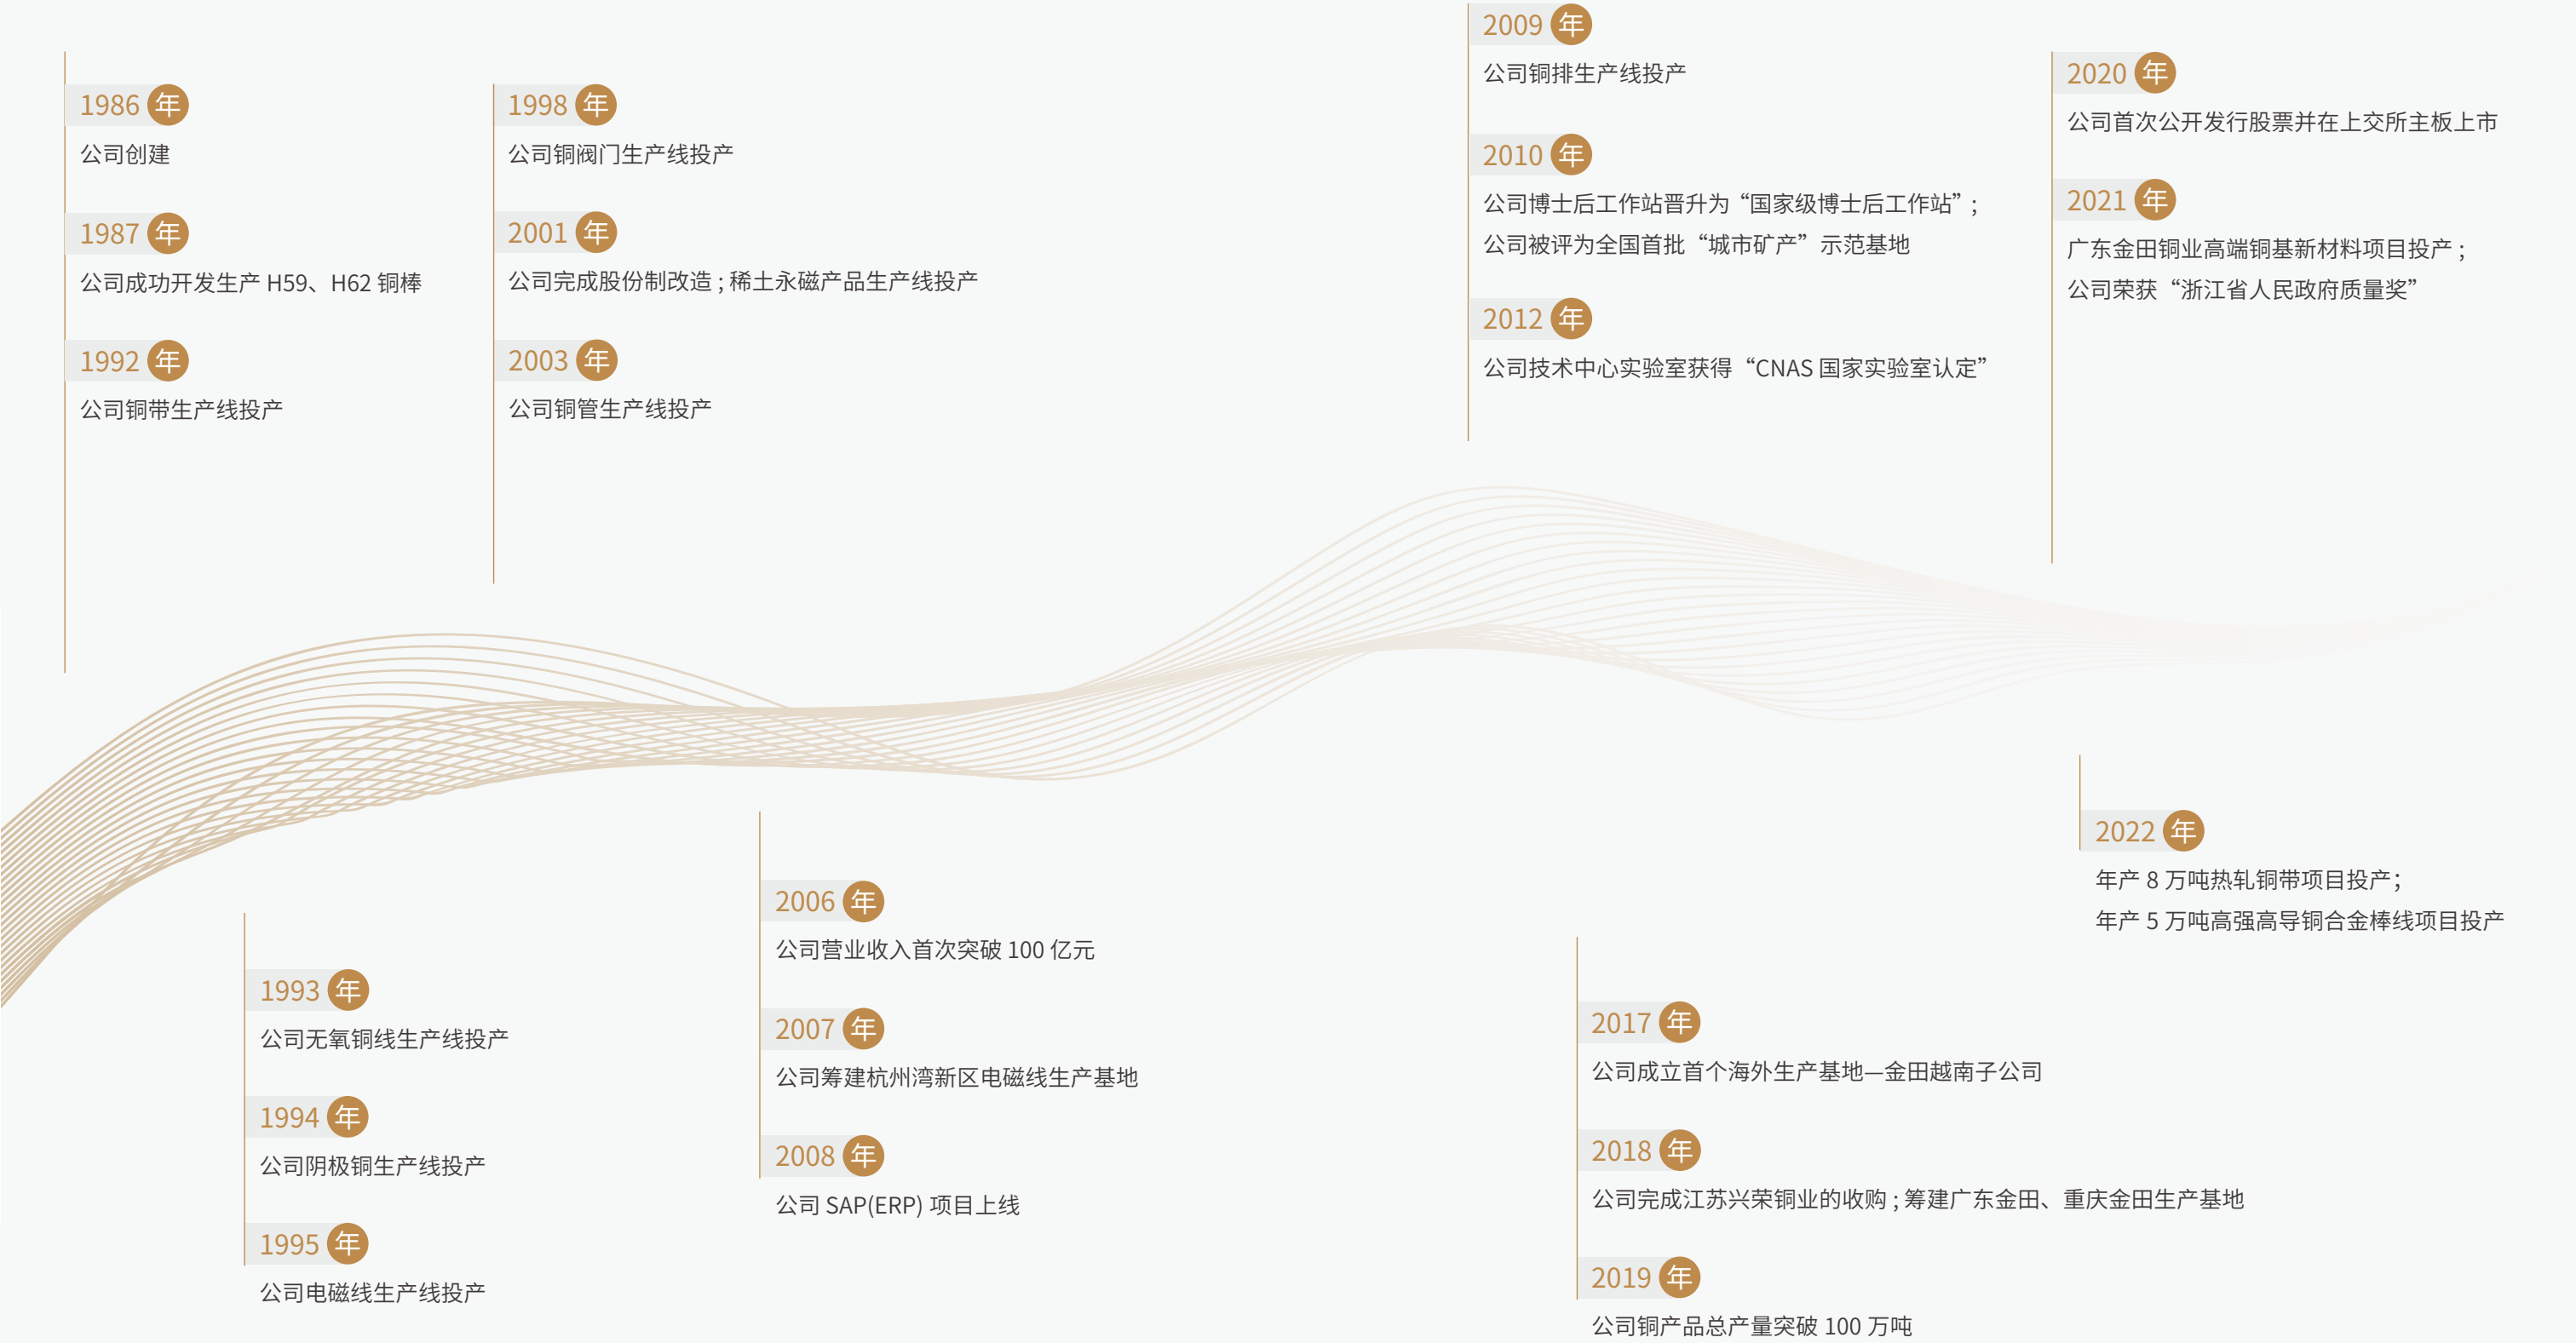 1986 年
公司创建
1987 年
公司成功开发生产 H59、H62 铜棒
1992 年
公司铜带生产线投产
1993 年
公司无氧铜线生产线投产
1994 年
公司阴极铜生产线投产
1995 年
公司电磁线生产线投产
1998 年
公司铜阀门生产线投产
2001 年
公司完成股份制改造 ; 稀土永磁产品生产线投产
2003 年
公司铜管生产线投产
2006 年
公司营业收入首次突破 100 亿元
2007 年
公司筹建杭州湾新区电磁线生产基地
2008 年
公司 SAP(ERP) 项目上线
2009 年
公司铜排生产线投产
2010 年
公司博士后工作站晋升为“国家级博士后工作站” ;
公司被评为全国首批“城市矿产”示范基地
2012 年
公司技术中心实验室获得“CNAS 国家实验室认定”
2017 年
公司成立首个海外生产基地—金田越南子公司
2018 年
公司完成江苏兴荣铜业的收购 ; 筹建广东金田、重庆金田生产基地
2019 年
公司铜产品总产量突破 100 万吨
2020 年
公司首次公开发行股票并在上交所主板上市
2021 年
广东金田铜业高端铜基新材料项目投产 ;
公司荣获“浙江省人民政府质量奖”
2022 年
年产 8 万吨热轧铜带项目投产；
年产 5 万吨高强高导铜合金棒线项目投产